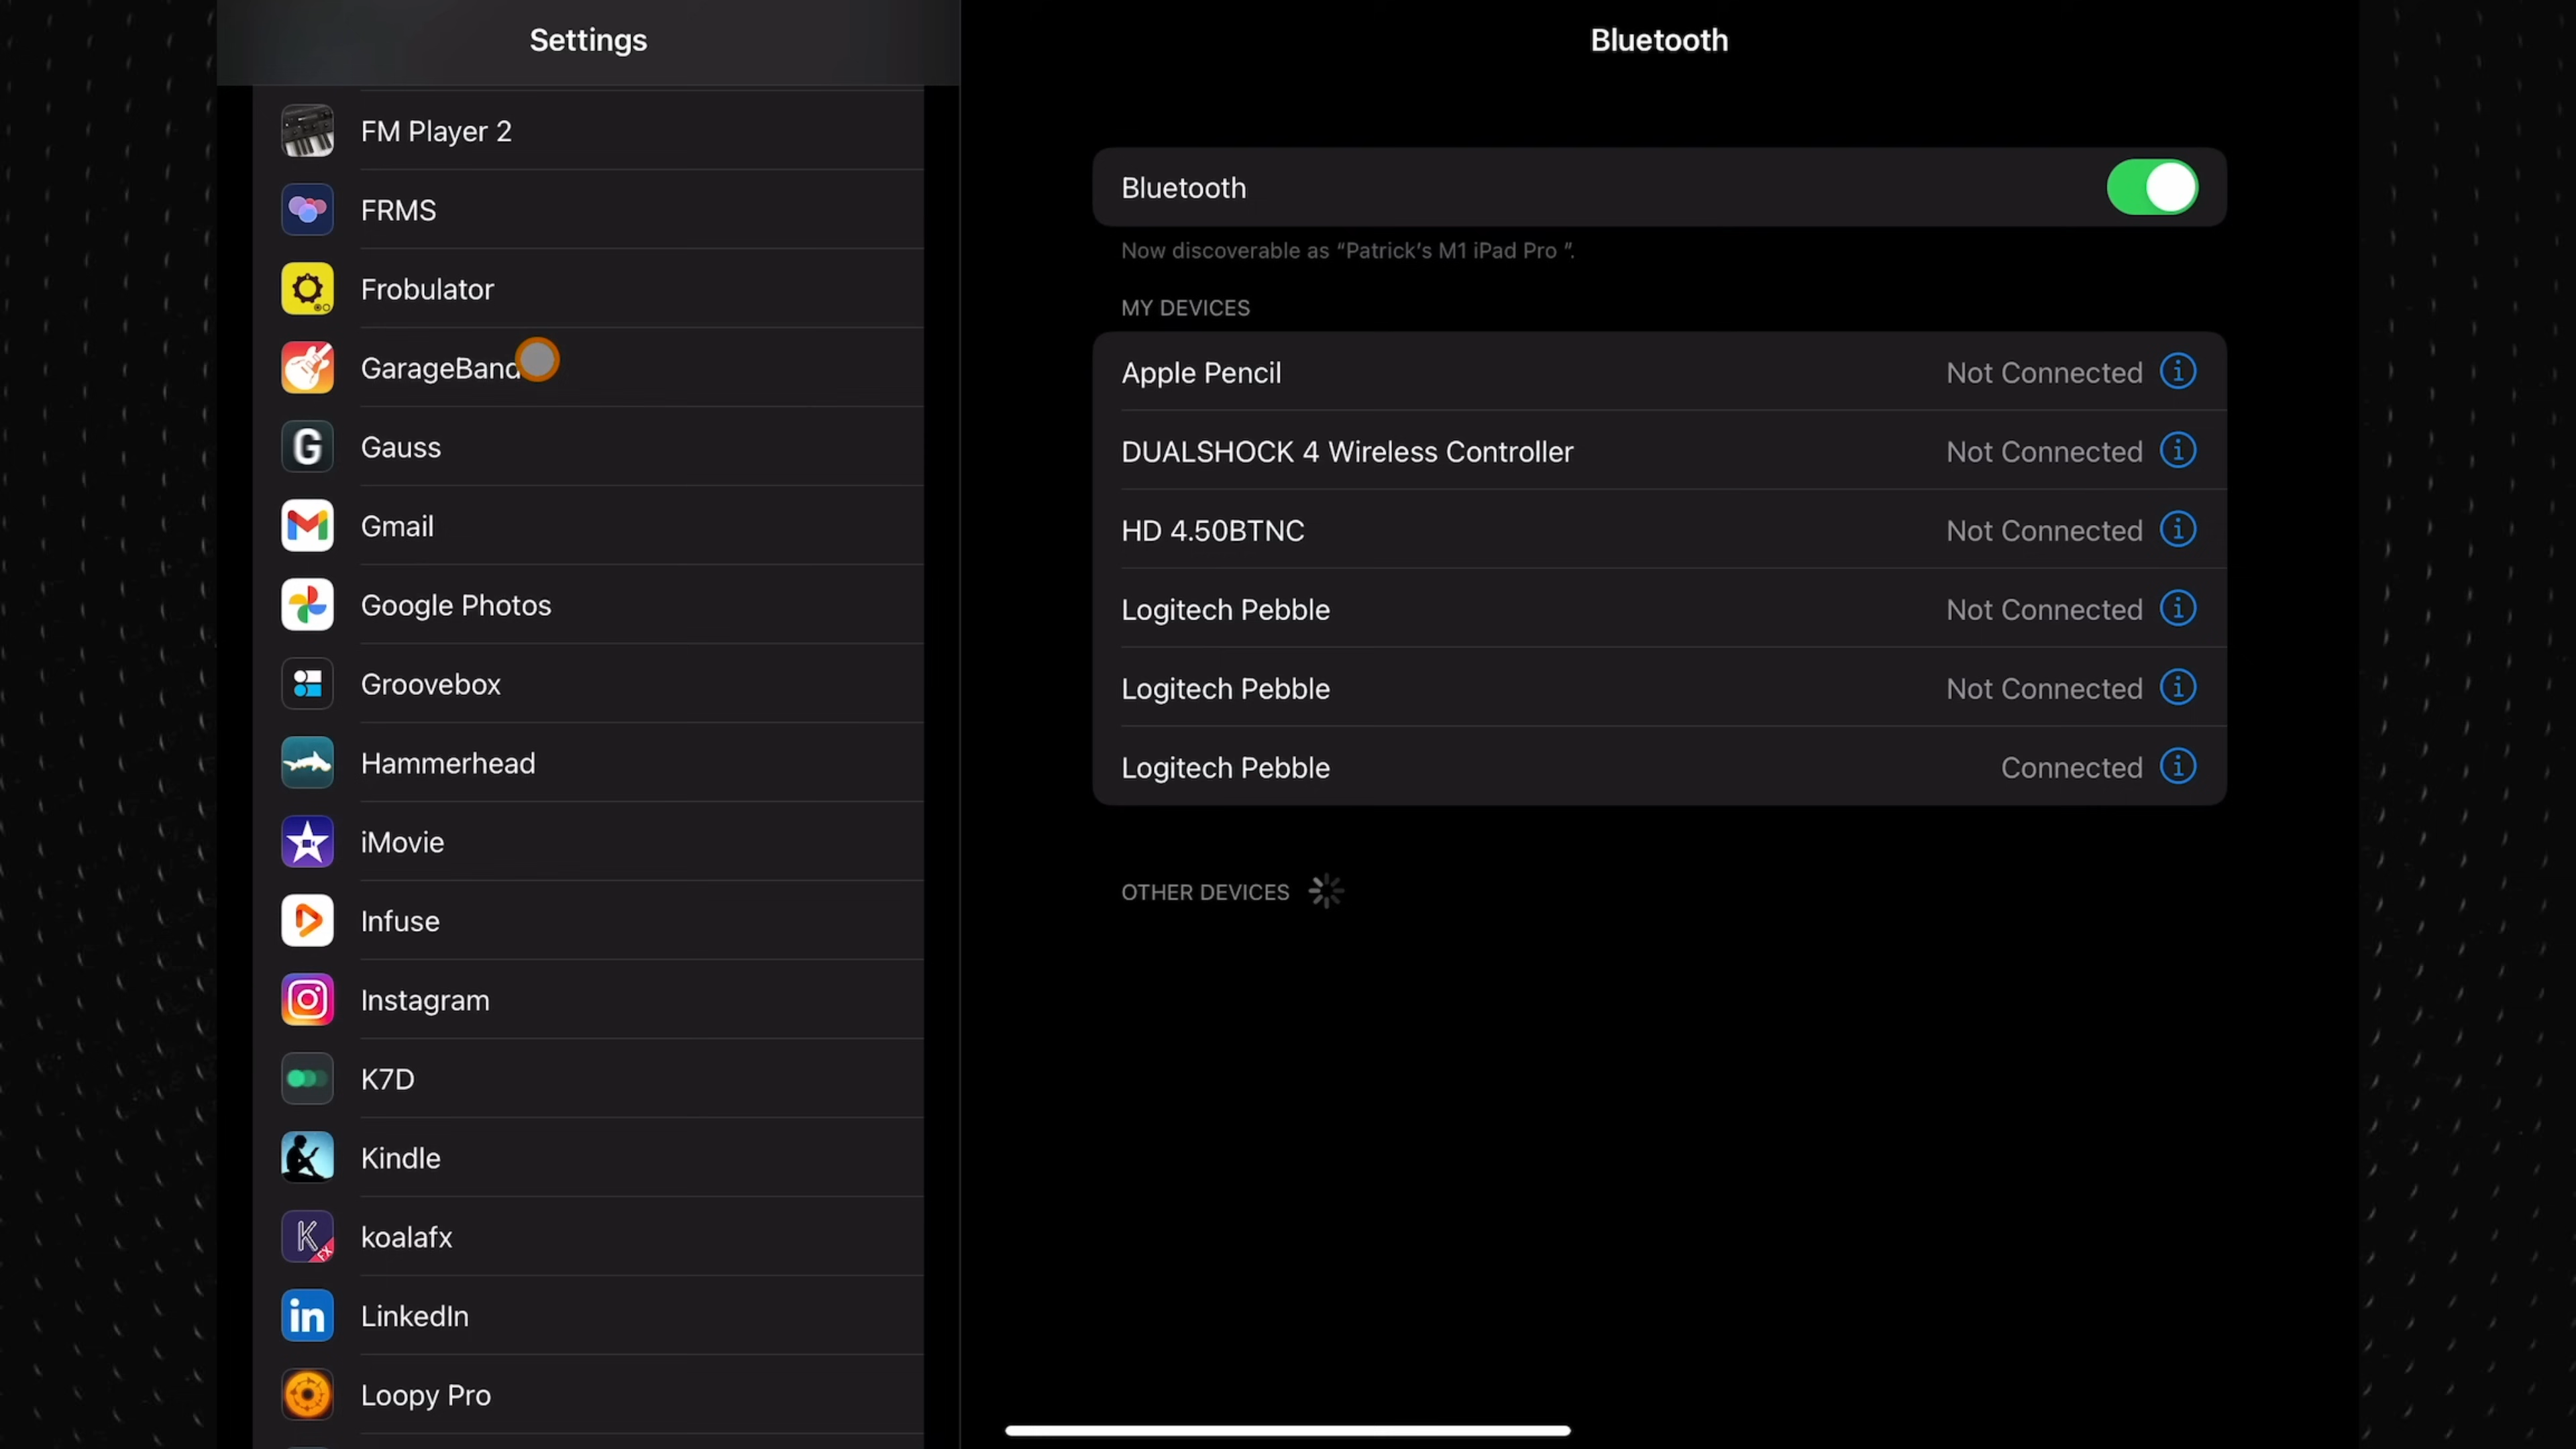 Settings
FM Player 2
FRMS
Frobulator
GarageBand
G
Gauss
Gmail
Google Photos
Groovebox
Hammerhead
iMovie
Infuse
Instagram
K7D
Kindle
K
FX
koalafx
in
LinkedIn
Loopy Pro
Bluetooth
Bluetooth
Now discoverable as “Patrick’s M1 iPad Pro ”.
MY DEVICES
Apple Pencil Not Connected
DUALSHOCK 4 Wireless Controller Not Connected
HD 4.50BTNC Not Connected
Logitech Pebble Not Connected
Logitech Pebble Not Connected
Logitech Pebble Connected
OTHER DEVICES